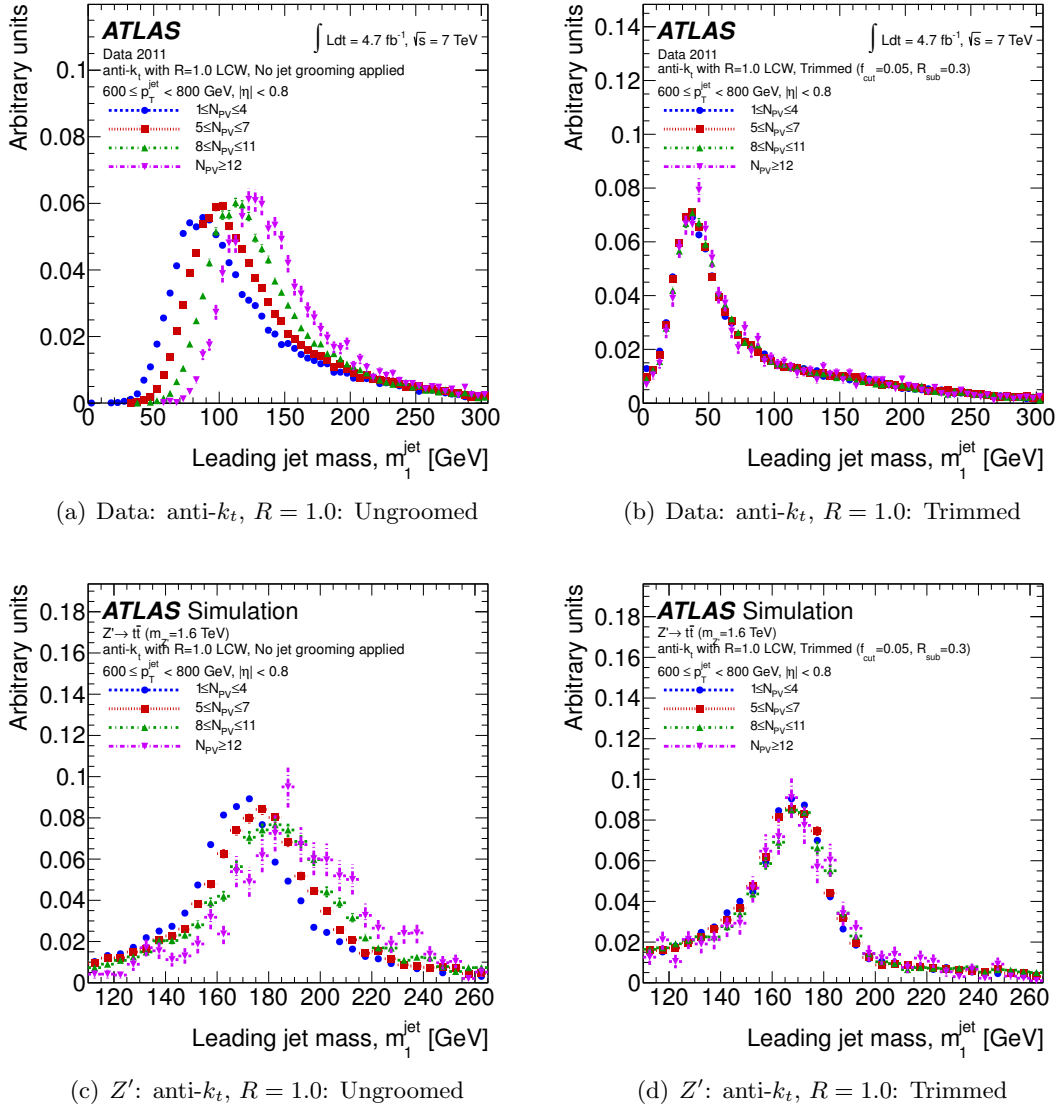 Arbitrary units
ATLAS
∫ Ldt = 4.7 fb⁻¹, √s = 7 TeV
Data 2011
anti-k_t with R=1.0 LCW, No jet grooming applied
600 ≤ p_T^jet < 800 GeV, |η| < 0.8
1≤N_PV≤4
5≤N_PV≤7
8≤N_PV≤11
N_PV≥12
0.1
0.08
0.06
0.04
0.02
0
0 50 100 150 200 250 300
Leading jet mass, m_1^jet [GeV]
(a) Data: anti-k_t, R = 1.0: Ungroomed
Arbitrary units
ATLAS
∫ Ldt = 4.7 fb⁻¹, √s = 7 TeV
Data 2011
anti-k_t with R=1.0 LCW, Trimmed (f_cut=0.05, R_sub=0.3)
600 ≤ p_T^jet < 800 GeV, |η| < 0.8
1≤N_PV≤4
5≤N_PV≤7
8≤N_PV≤11
N_PV≥12
0.14
0.12
0.1
0.08
0.06
0.04
0.02
0
0 50 100 150 200 250 300
Leading jet mass, m_1^jet [GeV]
(b) Data: anti-k_t, R = 1.0: Trimmed
Arbitrary units
ATLAS Simulation
Z'→ tt̄ (m_Z'=1.6 TeV)
anti-k_t with R=1.0 LCW, No jet grooming applied
600 ≤ p_T^jet < 800 GeV, |η| < 0.8
1≤N_PV≤4
5≤N_PV≤7
8≤N_PV≤11
N_PV≥12
0.18
0.16
0.14
0.12
0.1
0.08
0.06
0.04
0.02
0
120 140 160 180 200 220 240 260
Leading jet mass, m_1^jet [GeV]
(c) Z′: anti-k_t, R = 1.0: Ungroomed
Arbitrary units
ATLAS Simulation
Z'→ tt̄ (m_Z'=1.6 TeV)
anti-k_t with R=1.0 LCW, Trimmed (f_cut=0.05, R_sub=0.3)
600 ≤ p_T^jet < 800 GeV, |η| < 0.8
1≤N_PV≤4
5≤N_PV≤7
8≤N_PV≤11
N_PV≥12
0.18
0.16
0.14
0.12
0.1
0.08
0.06
0.04
0.02
0
120 140 160 180 200 220 240 260
Leading jet mass, m_1^jet [GeV]
(d) Z′: anti-k_t, R = 1.0: Trimmed